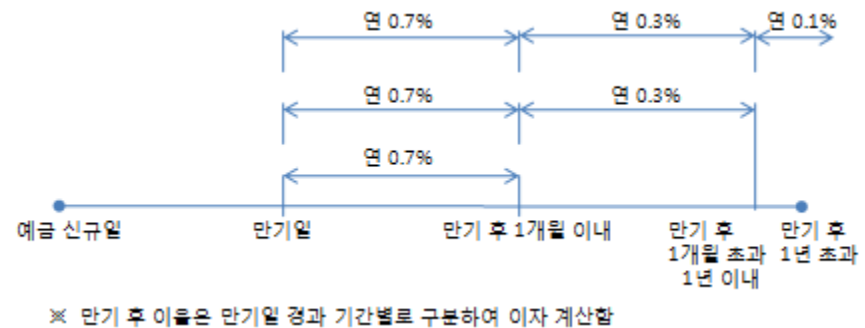 연 0.7% 연 0.3% 연 0.1%
연 0.7% 연 0.3%
연 0.7%
예금 신규일 만기일 만기 후 1개월 이내 만기 후 만기 후
1개월 초과 1년 초과
1년 이내
※ 만기 후 이율은 만기일 경과 기간별로 구분하여 이자 계산함